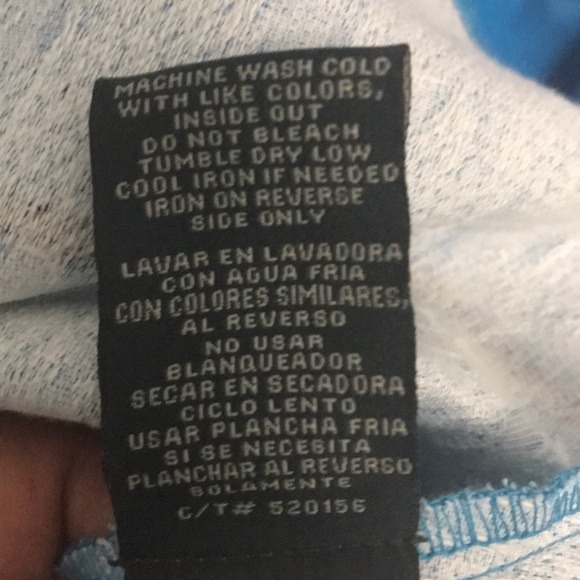 MACHINE WASH COLD
WITH LIKE COLORS,
INSIDE OUT
DO NOT BLEACH
TUMBLE DRY LOW
COOL IRON IF NEEDED
IRON ON REVERSE
SIDE ONLY
LAVAR EN LAVADORA
CON AGUA FRIA
CON COLORES SIMILARES,
AL REVERSO
NO USAR
BLANQUEADOR
SECAR EN SECADORA
CICLO LENTO
USAR PLANCHA FRIA
SI SE NECESITA
PLANCHAR AL REVERSO
SOLAMENTE
C/T# 520156